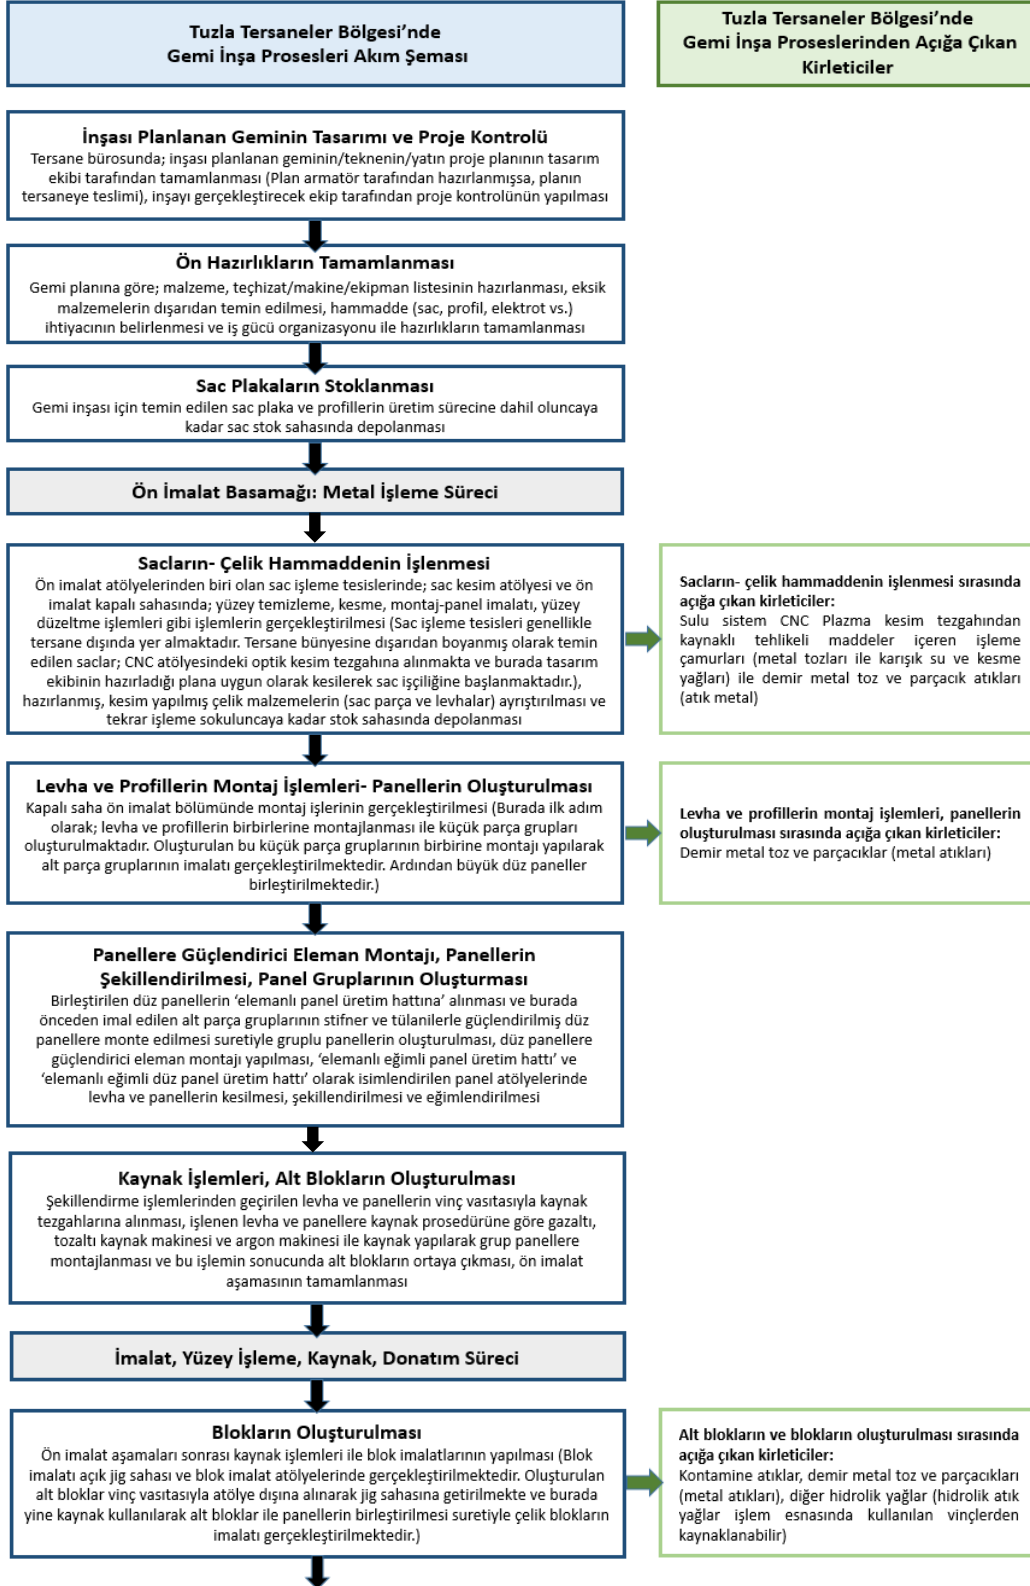 Tuzla Tersaneler Bölgesi'nde
Gemi İnşa Prosesleri Akım Şeması
Tuzla Tersaneler Bölgesi'nde
Gemi İnşa Proseslerinden Açığa Çıkan
Kirleticiler
İnşası Planlanan Geminin Tasarımı ve Proje Kontrolü
Tersane bürosunda; inşası planlanan geminin/teknenin/yatın proje planının tasarım
ekibi tarafından tamamlanması (Plan armatör tarafından hazırlanmışsa, planın
tersaneye teslimi), inşayı gerçekleştirecek ekip tarafından proje kontrolünün yapılması
Ön Hazırlıkların Tamamlanması
Gemi planına göre; malzeme, teçhizat/makine/ekipman listesinin hazırlanması, eksik
malzemelerin dışarıdan temin edilmesi, hammadde (sac, profil, elektrot vs.)
ihtiyacının belirlenmesi ve iş gücü organizasyonu ile hazırlıkların tamamlanması
Sac Plakaların Stoklanması
Gemi inşası için temin edilen sac plaka ve profillerin üretim sürecine dahil oluncaya
kadar sac stok sahasında depolanması
Ön İmalat Basamağı: Metal İşleme Süreci
Sacların- Çelik Hammaddenin İşlenmesi
Ön imalat atölyelerinden biri olan sac işleme tesislerinde; sac kesim atölyesi ve ön
imalat kapalı sahasında; yüzey temizleme, kesme, montaj-panel imalatı, yüzey
düzeltme işlemleri gibi işlemlerin gerçekleştirilmesi (Sac işleme tesisleri genellikle
tersane dışında yer almaktadır. Tersane bünyesine dışarıdan boyanmış olarak temin
edilen saclar; CNC atölyesindeki optik kesim tezgahına alınmakta ve burada tasarım
ekibinin hazırladığı plana uygun olarak kesilerek sac işçiliğine başlanmaktadır.),
hazırlanmış, kesim yapılmış çelik malzemelerin (sac parça ve levhalar) ayrıştırılması ve
tekrar işleme sokuluncaya kadar stok sahasında depolanması
Sacların- çelik hammaddenin işlenmesi sırasında
açığa çıkan kirleticiler:
Sulu sistem CNC Plazma kesim tezgahından
kaynaklı tehlikeli maddeler içeren işleme
çamurları (metal tozları ile karışık su ve kesme
yağları) ile demir metal toz ve parçacık atıkları
(atık metal)
Levha ve Profillerin Montaj İşlemleri- Panellerin Oluşturulması
Kapalı saha ön imalat bölümünde montaj işlerinin gerçekleştirilmesi (Burada ilk adım
olarak; levha ve profillerin birbirlerine montajlanması ile küçük parça grupları
oluşturulmaktadır. Oluşturulan bu küçük parça gruplarının birbirine montajı yapılarak
alt parça gruplarının imalatı gerçekleştirilmektedir. Ardından büyük düz paneller
birleştirilmektedir.)
Levha ve profillerin montaj işlemleri, panellerin
oluşturulması sırasında açığa çıkan kirleticiler:
Demir metal toz ve parçacıklar (metal atıkları)
Panellere Güçlendirici Eleman Montajı, Panellerin
Şekillendirilmesi, Panel Gruplarının Oluşturması
Birleştirilen düz panellerin ‘elemanlı panel üretim hattına’ alınması ve burada
önceden imal edilen alt parça gruplarının stifner ve tülanilerle güçlendirilmiş düz
panellere monte edilmesi suretiyle gruplu panellerin oluşturulması, düz panellere
güçlendirici eleman montajı yapılması, ‘elemanlı eğimli panel üretim hattı’ ve
‘elemanlı eğimli düz panel üretim hattı’ olarak isimlendirilen panel atölyelerinde
levha ve panellerin kesilmesi, şekillendirilmesi ve eğimlendirilmesi
Kaynak İşlemleri, Alt Blokların Oluşturulması
Şekillendirme işlemlerinden geçirilen levha ve panellerin vinç vasıtasıyla kaynak
tezgahlarına alınması, işlenen levha ve panellere kaynak prosedürüne göre gazaltı,
tozaltı kaynak makinesi ve argon makinesi ile kaynak yapılarak grup panellere
montajlanması ve bu işlemin sonucunda alt blokların ortaya çıkması, ön imalat
aşamasının tamamlanması
İmalat, Yüzey İşleme, Kaynak, Donatım Süreci
Blokların Oluşturulması
Ön imalat aşamaları sonrası kaynak işlemleri ile blok imalatlarının yapılması (Blok
imalatı açık jig sahası ve blok imalat atölyelerinde gerçekleştirilmektedir. Oluşturulan
alt bloklar vinç vasıtasıyla atölye dışına alınarak jig sahasına getirilmekte ve burada
yine kaynak kullanılarak alt bloklar ile panellerin birleştirilmesi suretiyle çelik blokların
imalatı gerçekleştirilmektedir.)
Alt blokların ve blokların oluşturulması sırasında
açığa çıkan kirleticiler:
Kontamine atıklar, demir metal toz ve parçacıkları
(metal atıkları), diğer hidrolik yağlar (hidrolik atık
yağlar işlem esnasında kullanılan vinçlerden
kaynaklanabilir)